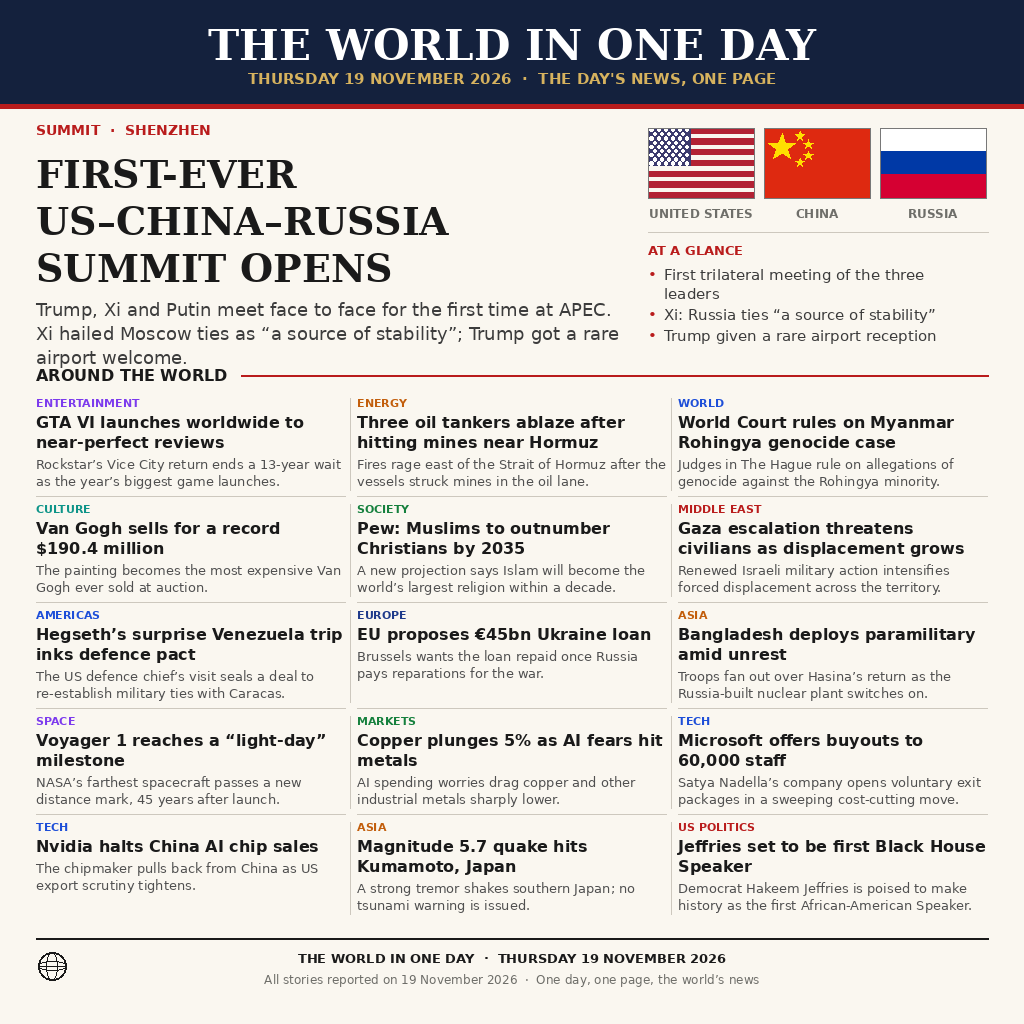 THE WORLD IN ONE DAY
THURSDAY 19 NOVEMBER 2026 · THE DAY'S NEWS, ONE PAGE
SUMMIT · SHENZHEN
FIRST-EVER
US–CHINA–RUSSIA
SUMMIT OPENS
Trump, Xi and Putin meet face to face for the first time at APEC.
Xi hailed Moscow ties as “a source of stability”; Trump got a rare
airport welcome.
UNITED STATES
CHINA
RUSSIA
AT A GLANCE
• First trilateral meeting of the three
leaders
• Xi: Russia ties “a source of stability”
• Trump given a rare airport reception
AROUND THE WORLD
ENTERTAINMENT
GTA VI launches worldwide to
near-perfect reviews
Rockstar’s Vice City return ends a 13-year wait
as the year’s biggest game launches.
ENERGY
Three oil tankers ablaze after
hitting mines near Hormuz
Fires rage east of the Strait of Hormuz after the
vessels struck mines in the oil lane.
WORLD
World Court rules on Myanmar
Rohingya genocide case
Judges in The Hague rule on allegations of
genocide against the Rohingya minority.
CULTURE
Van Gogh sells for a record
$190.4 million
The painting becomes the most expensive Van
Gogh ever sold at auction.
SOCIETY
Pew: Muslims to outnumber
Christians by 2035
A new projection says Islam will become the
world’s largest religion within a decade.
MIDDLE EAST
Gaza escalation threatens
civilians as displacement grows
Renewed Israeli military action intensifies
forced displacement across the territory.
AMERICAS
Hegseth’s surprise Venezuela trip
inks defence pact
The US defence chief’s visit seals a deal to
re-establish military ties with Caracas.
EUROPE
EU proposes €45bn Ukraine loan
Brussels wants the loan repaid once Russia
pays reparations for the war.
ASIA
Bangladesh deploys paramilitary
amid unrest
Troops fan out over Hasina’s return as the
Russia-built nuclear plant switches on.
SPACE
Voyager 1 reaches a “light-day”
milestone
NASA’s farthest spacecraft passes a new
distance mark, 45 years after launch.
MARKETS
Copper plunges 5% as AI fears hit
metals
AI spending worries drag copper and other
industrial metals sharply lower.
TECH
Microsoft offers buyouts to
60,000 staff
Satya Nadella’s company opens voluntary exit
packages in a sweeping cost-cutting move.
TECH
Nvidia halts China AI chip sales
The chipmaker pulls back from China as US
export scrutiny tightens.
ASIA
Magnitude 5.7 quake hits
Kumamoto, Japan
A strong tremor shakes southern Japan; no
tsunami warning is issued.
US POLITICS
Jeffries set to be first Black House
Speaker
Democrat Hakeem Jeffries is poised to make
history as the first African-American Speaker.
THE WORLD IN ONE DAY · THURSDAY 19 NOVEMBER 2026
All stories reported on 19 November 2026 · One day, one page, the world’s news